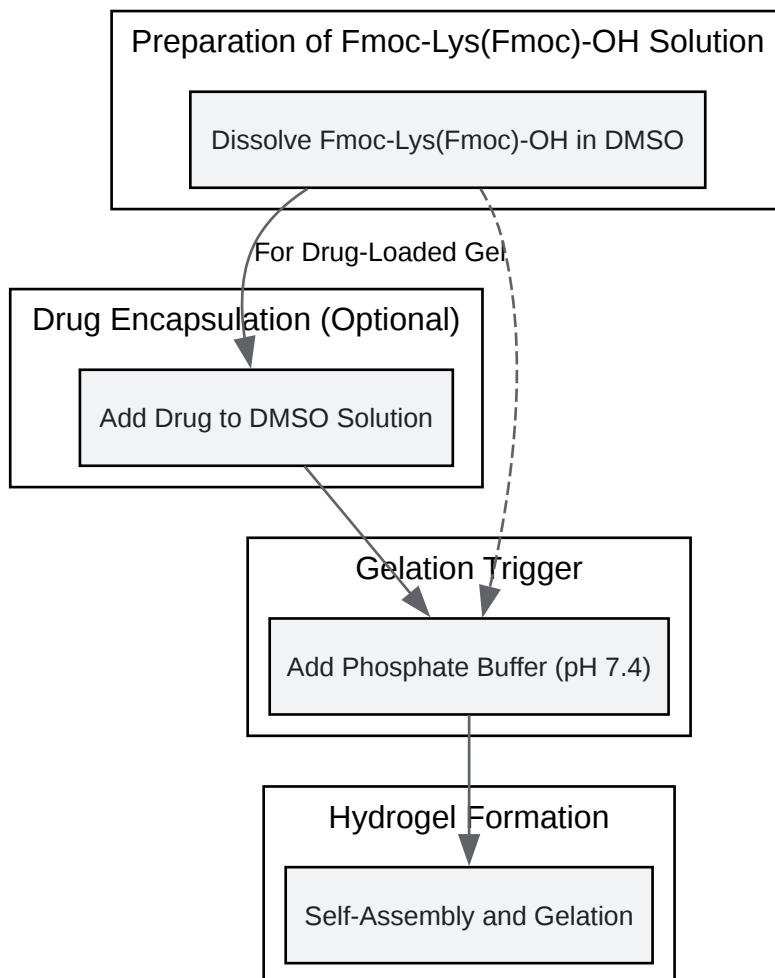 Preparation of Fmoc-Lys(Fmoc)-OH Solution
Dissolve Fmoc-Lys(Fmoc)-OH in DMSO
For Drug-Loaded Gel
Drug Encapsulation (Optional)
Add Drug to DMSO Solution
Gelation Trigger
Add Phosphate Buffer (pH 7.4)
Hydrogel Formation
Self-Assembly and Gelation